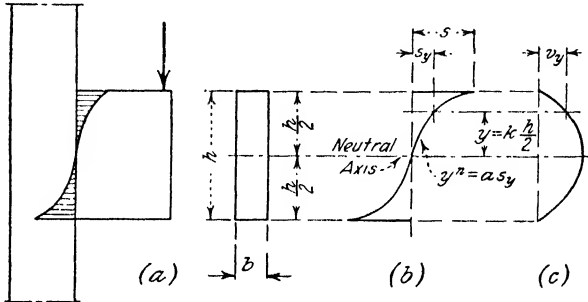 s
s_y
v_y
h
h/2
h/2
y = k h/2
Neutral
Axis
y^n = a s_y
(a)
b
(b)
(c)